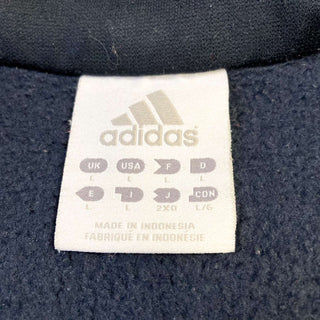 adidas
UK USA F D
L L L L
E I J CDN
L L 2XO L/G
MADE IN INDONESIA
FABRIQUÉ EN INDONÉSIE